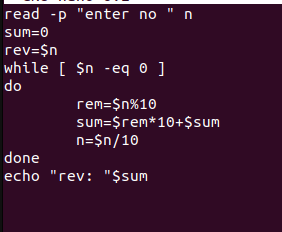 read -p "enter no " n
sum=0
rev=$n
while [ $n -eq 0 ]
do
        rem=$n%10
        sum=$rem*10+$sum
        n=$n/10
done
echo "rev: "$sum